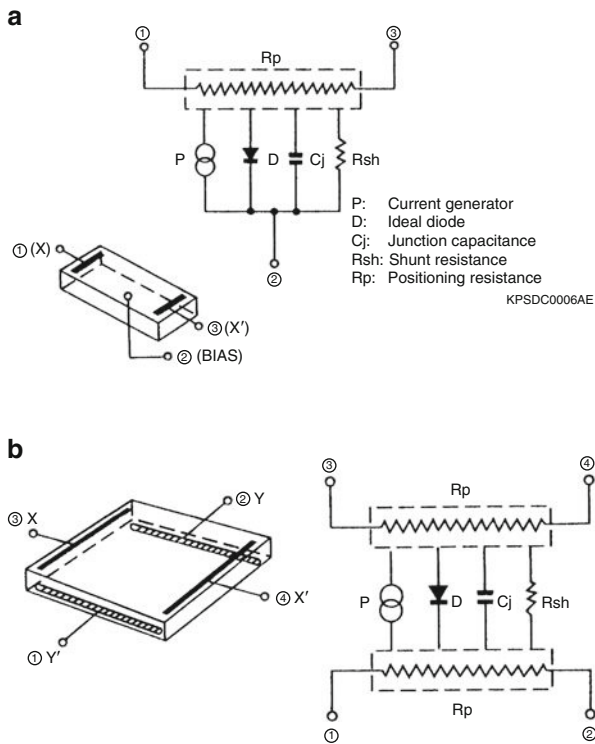 a
① ③
Rp
P D Cj Rsh
②
P: Current generator
D: Ideal diode
Cj: Junction capacitance
Rsh: Shunt resistance
Rp: Positioning resistance
KPSDC0006AE
① (X)
③ (X')
② (BIAS)
b
② Y
③ X
④ X'
① Y'
③ ④
Rp
P D Cj Rsh
Rp
① ②